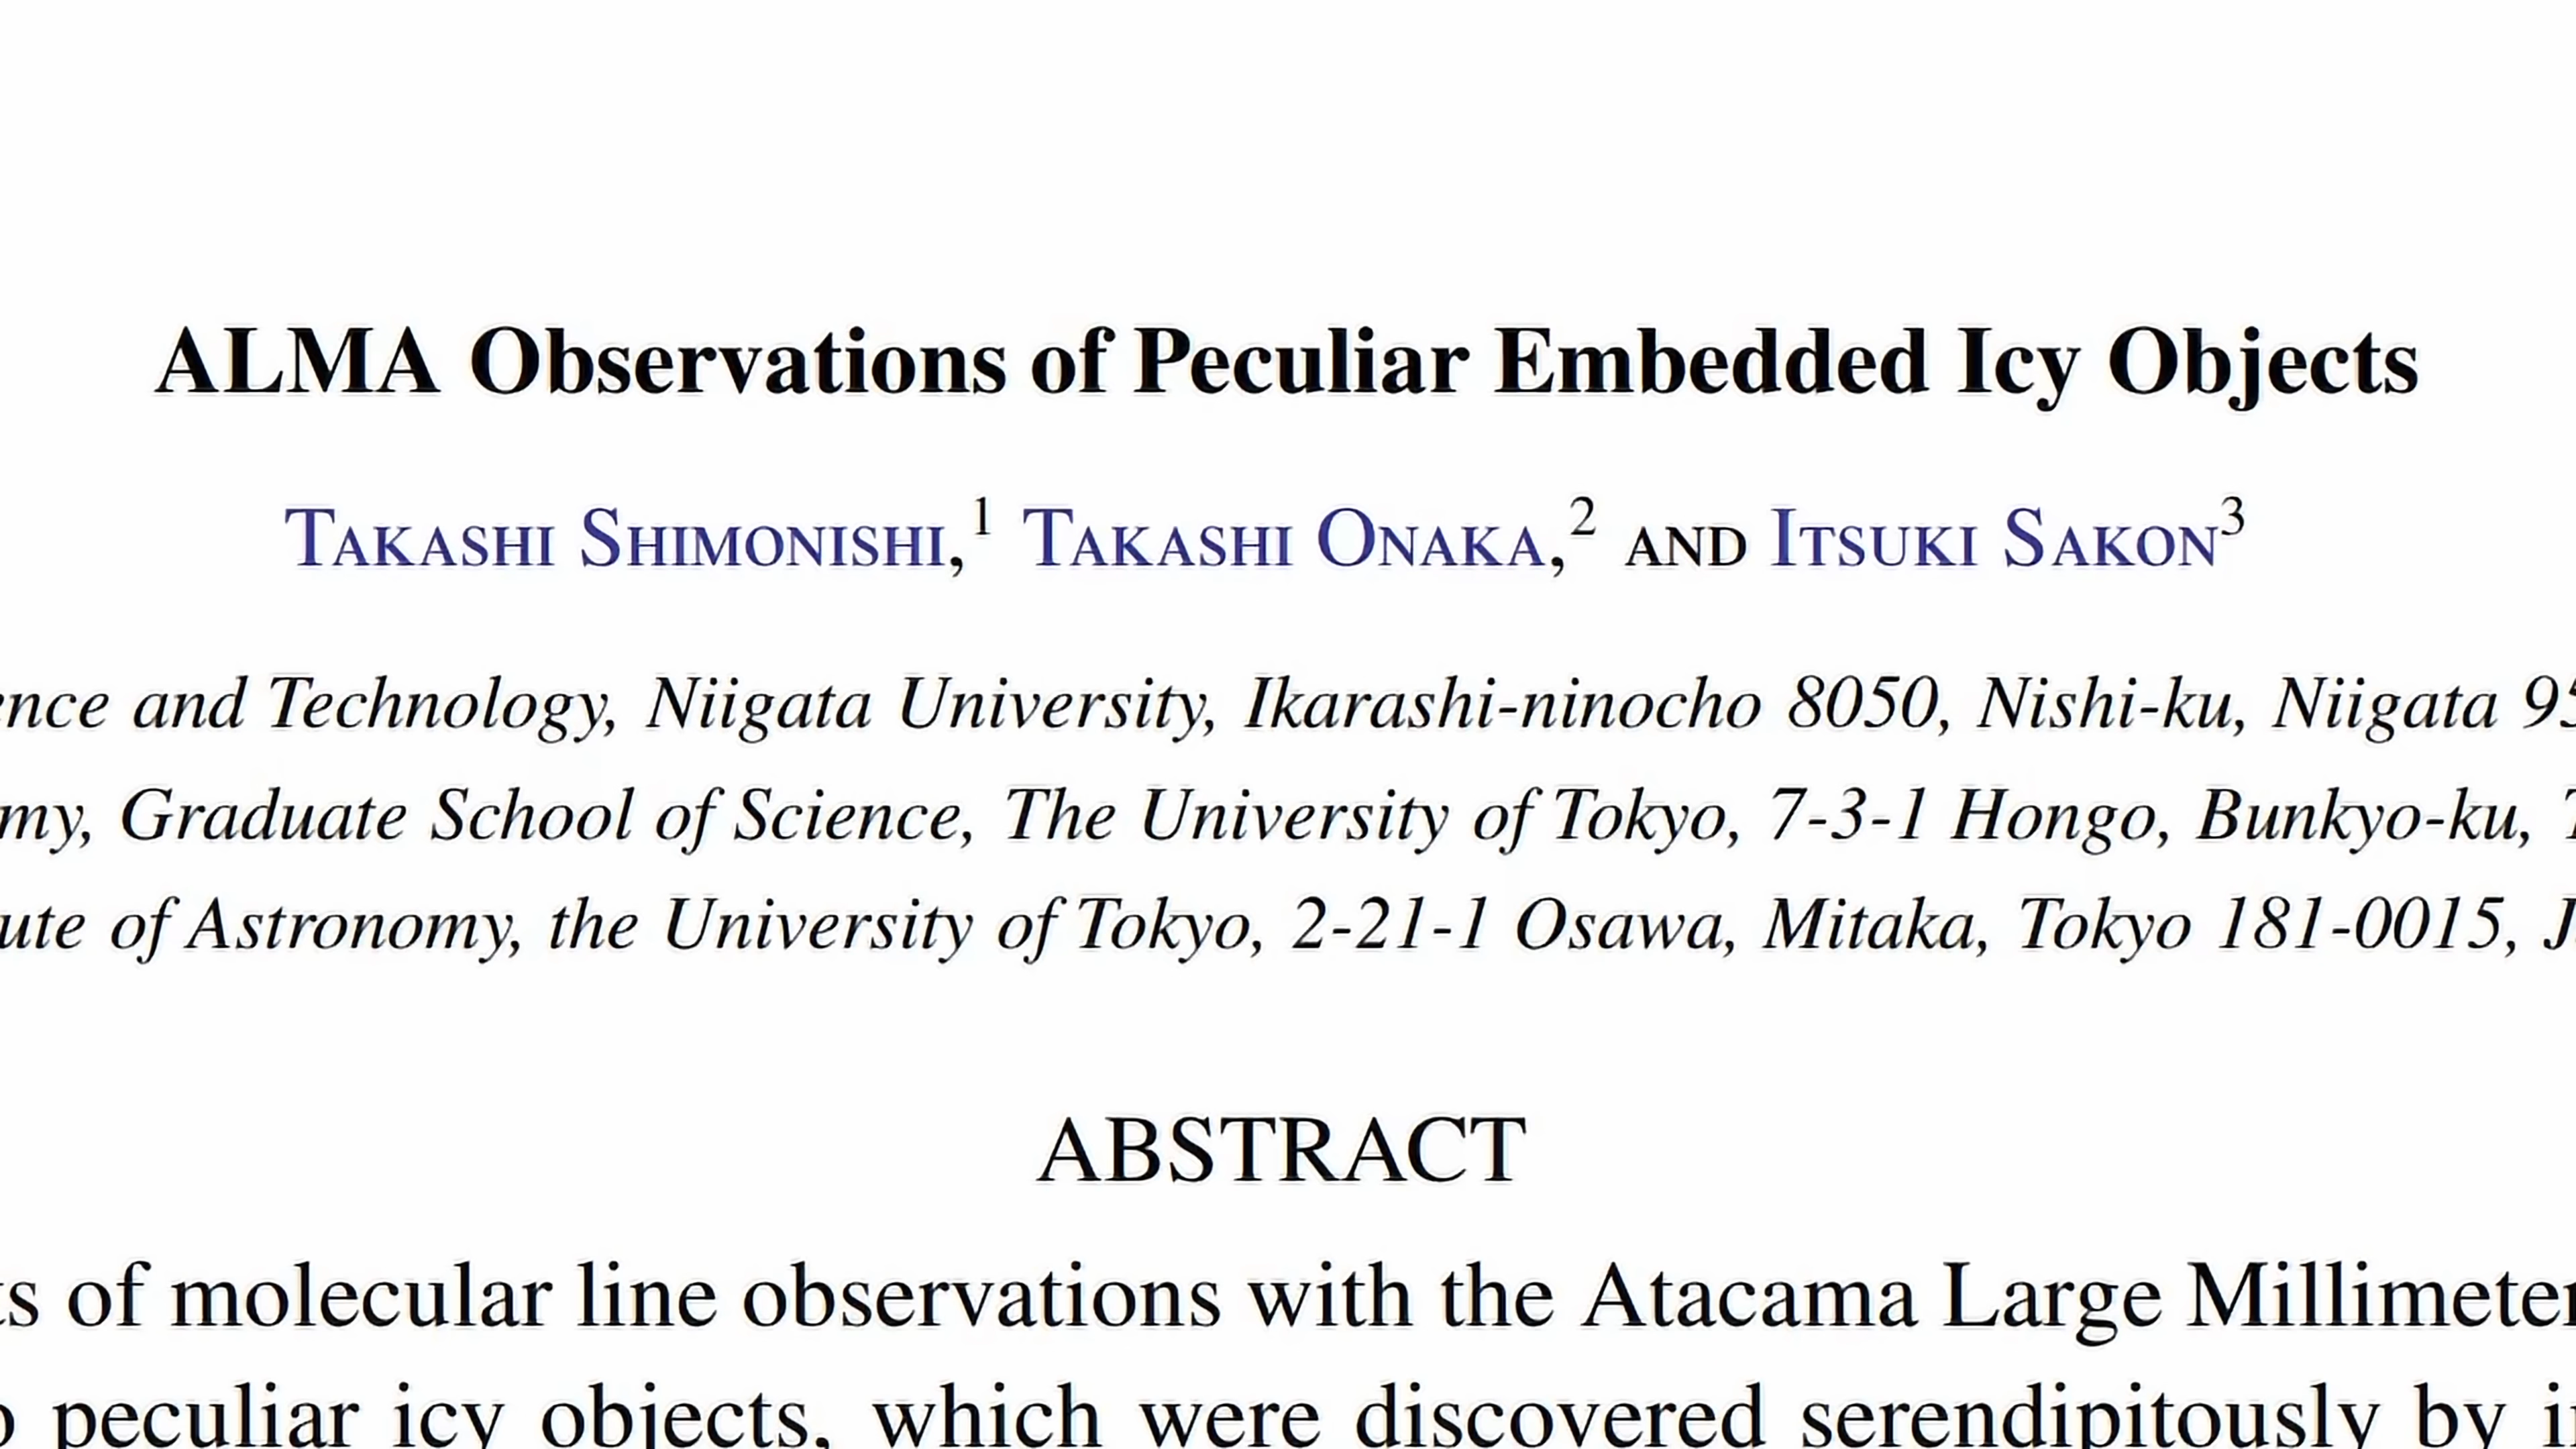 ALMA Observations of Peculiar Embedded Icy Objects
TAKASHI SHIMONISHI,1 TAKASHI ONAKA,2 AND ITSUKI SAKON3
and Technology, Niigata University, Ikarashi-ninocho 8050, Nishi-ku, Niigata
Graduate School of Science, The University of Tokyo, 7-3-1 Hongo, Bunkyo-ku,
of Astronomy, the University of Tokyo, 2-21-1 Osawa, Mitaka, Tokyo 181-0015,
ABSTRACT
of molecular line observations with the Atacama Large Millimeter
peculiar icy objects, which were discovered serendipitously by